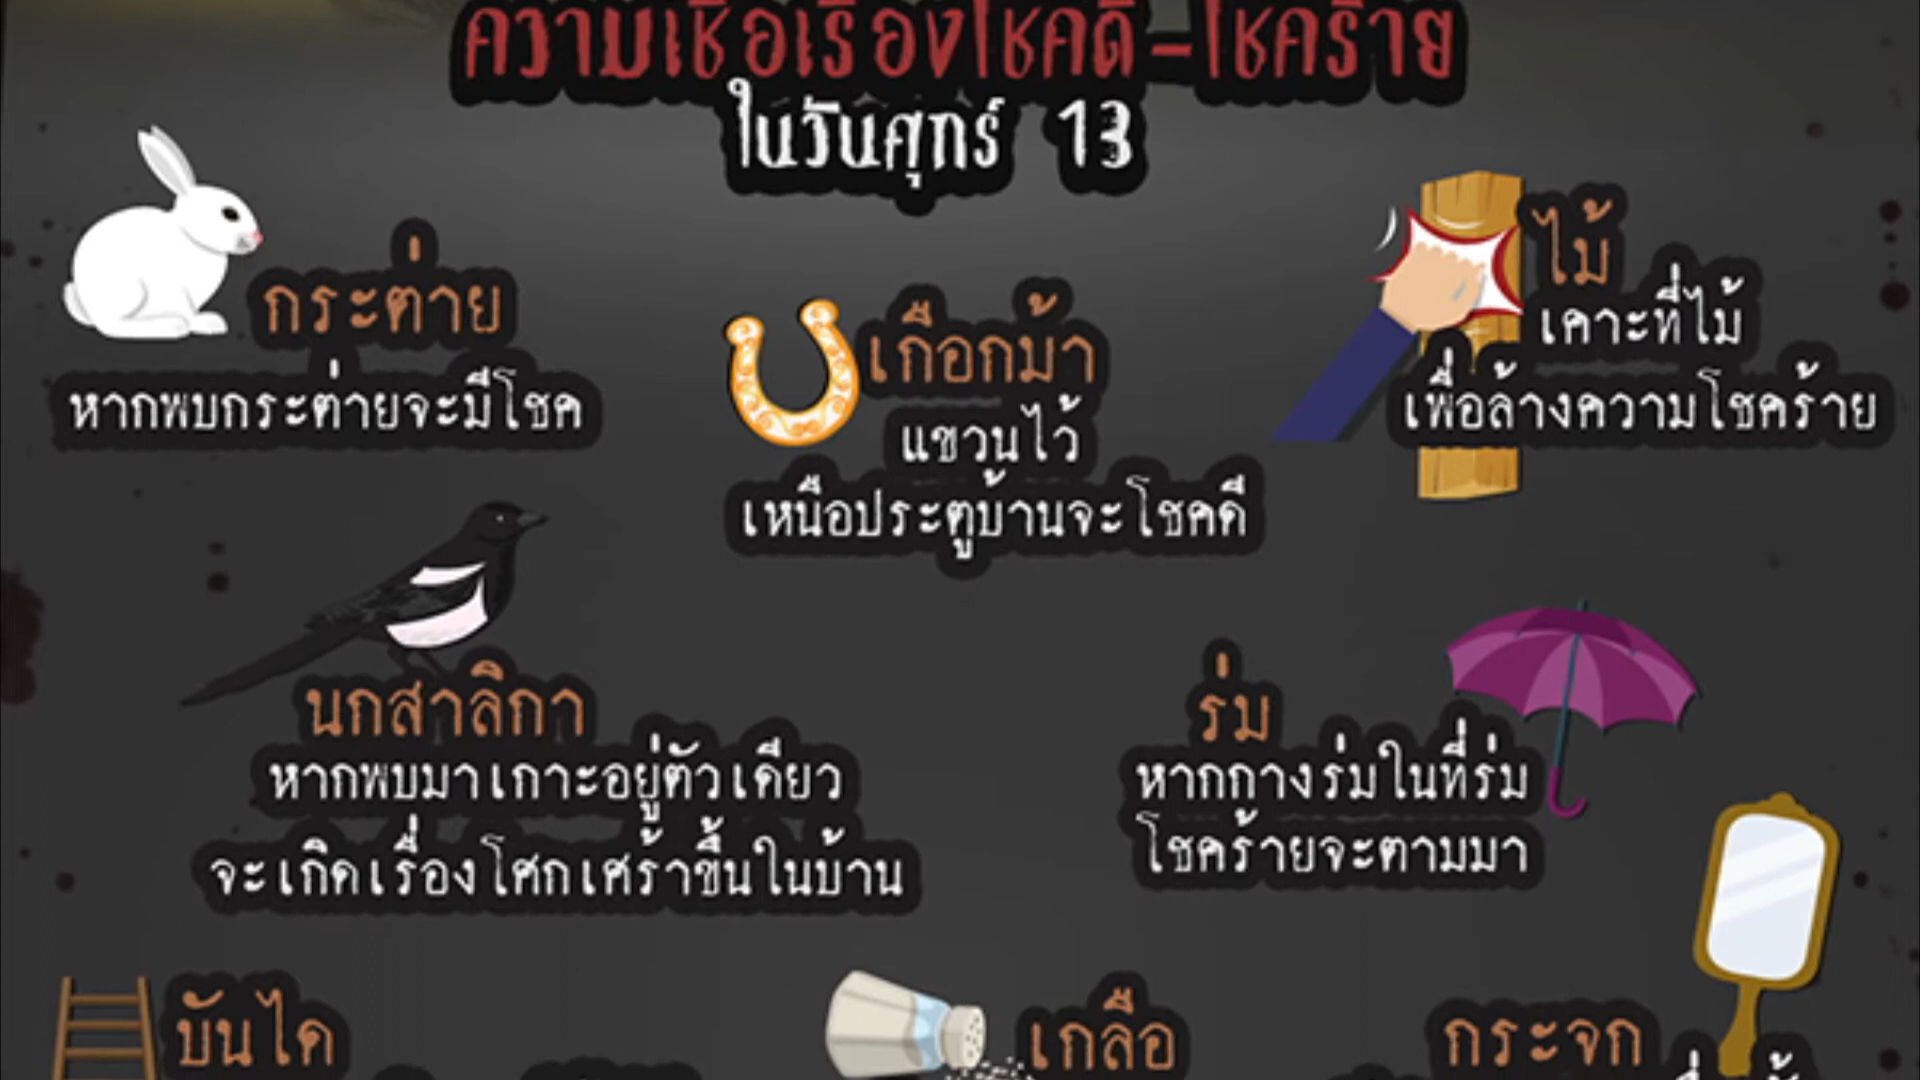 ความเชื่อเรื่องโชคดี-โชคร้าย
ในวันศุกร์ 13
กระต่าย
หากพบกระต่ายจะมีโชค
เกือกม้า
แขวนไว้
เหนือประตูบ้านจะโชคดี
ไม้
เคาะที่ไม้
เพื่อล้างความโชคร้าย
นกสาลิกา
หากพบมาเกาะอยู่ตัวเดียว
จะเกิดเรื่องโศกเศร้าขึ้นในบ้าน
ร่ม
หากกางร่มในที่ร่ม
โชคร้ายจะตามมา
บันได
เกลือ
กระจก